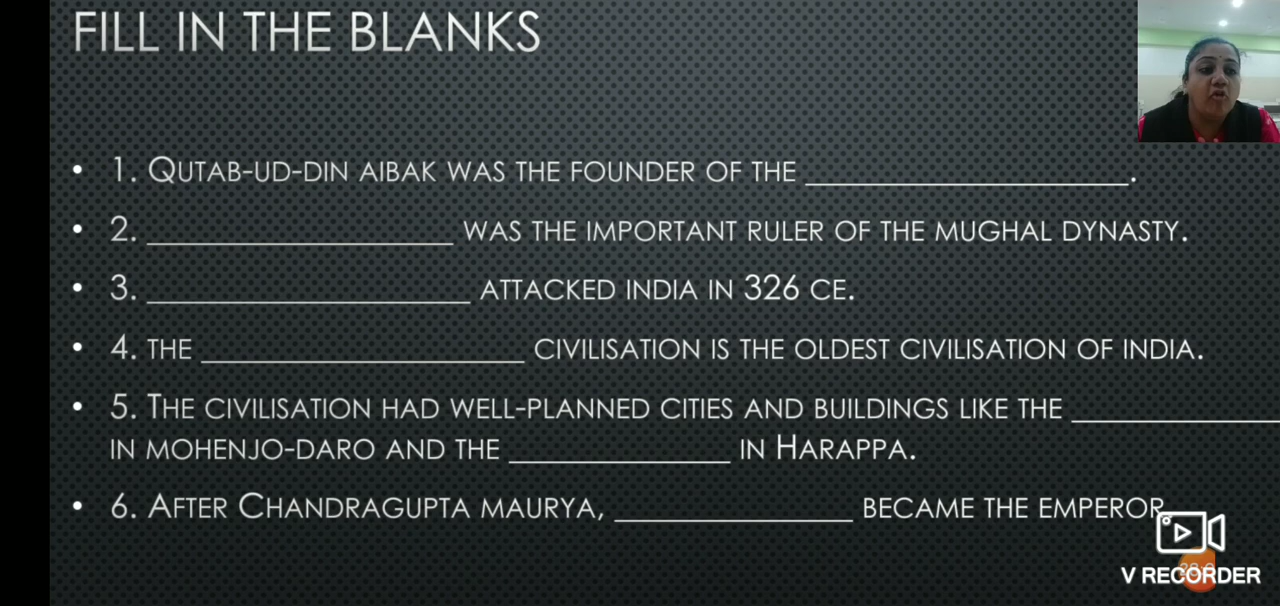 FILL IN THE BLANKS
• 1. QUTAB-UD-DIN AIBAK WAS THE FOUNDER OF THE ____________________.
• 2. ____________________ WAS THE IMPORTANT RULER OF THE MUGHAL DYNASTY.
• 3. ____________________ ATTACKED INDIA IN 326 CE.
• 4. THE ____________________ CIVILISATION IS THE OLDEST CIVILISATION OF INDIA.
• 5. THE CIVILISATION HAD WELL-PLANNED CITIES AND BUILDINGS LIKE THE ______________
IN MOHENJO-DARO AND THE ______________ IN HARAPPA.
• 6. AFTER CHANDRAGUPTA MAURYA, _______________ BECAME THE EMPEROR
V RECORDER